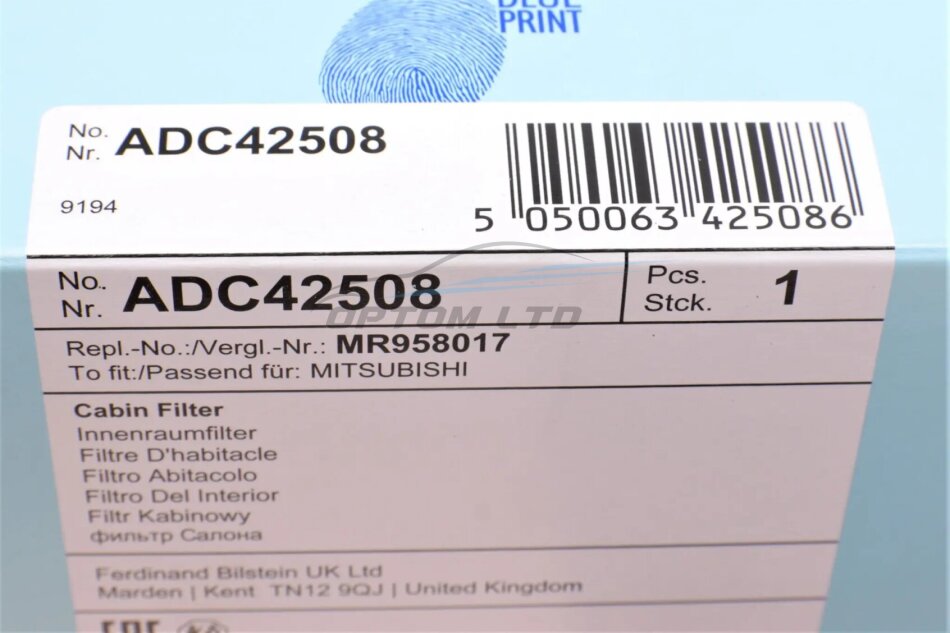 BLUE
PRINT
No.
Nr. ADC42508
9194
5 050063 425086
No.
Nr. ADC42508
Pcs.
Stck. 1
OPTOM LTD
Repl.-No.:/Vergl.-Nr.: MR958017
To fit:/Passend für: MITSUBISHI
Cabin Filter
Innenraumfilter
Filtre D'habitacle
Filtro Abitacolo
Filtro Del Interior
Filtr Kabinowy
фильтр Салона
Ferdinand Bilstein UK Ltd
Marden | Kent TN12 9QJ | United Kingdom